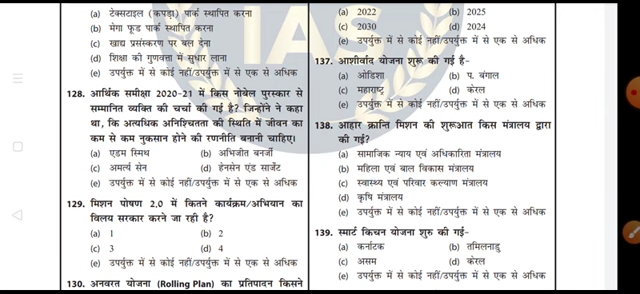 (a) टेक्सटाइल (कपड़ा) पार्क स्थापित करना
(b) मेगा फूड पार्क स्थापित करना
(c) खाद्य प्रसंस्करण पर बल देना
(d) शिक्षा की गुणवत्ता में सुधार लाना
(e) उपर्युक्त में से कोई नहीं/उपर्युक्त में से एक से अधिक
128. आर्थिक समीक्षा 2020-21 में किस नोबेल पुरस्कार से
सम्मानित व्यक्ति की चर्चा की गई है? जिन्होंने ने कहा
था, कि अत्यधिक अनिश्चितता की स्थिति में जीवन का
कम से कम नुकसान होने की रणनीति बनानी चाहिए।
(a) एडम स्मिथ (b) अभिजीत बनर्जी
(c) अमर्त्य सेन (d) हेनसेन एंड सार्जेंट
(e) उपर्युक्त में से कोई नहीं/उपर्युक्त में से एक से अधिक
129. मिशन पोषण 2.0 में कितने कार्यक्रम/अभियान का
विलय सरकार करने जा रही है?
(a) 1 (b) 2
(c) 3 (d) 4
(e) उपर्युक्त में से कोई नहीं/उपर्युक्त में से एक से अधिक
130. अनवरत योजना (Rolling Plan) का प्रतिपादन किसने
(a) 2022 (b) 2025
(c) 2030 (d) 2024
(e) उपर्युक्त में से कोई नहीं/उपर्युक्त में से एक से अधिक
137. आशीर्वाद योजना शुरू की गई है-
(a) ओडिशा (b) प. बंगाल
(c) महाराष्ट्र (d) केरल
(e) उपर्युक्त में से कोई नहीं/उपर्युक्त में से एक से अधिक
138. आहार क्रान्ति मिशन की शुरूआत किस मंत्रालय द्वारा
की गई?
(a) सामाजिक न्याय एवं अधिकारिता मंत्रालय
(b) महिला एवं बाल विकास मंत्रालय
(c) स्वास्थ्य एवं परिवार कल्याण मंत्रालय
(d) कृषि मंत्रालय
(e) उपर्युक्त में से कोई नहीं/उपर्युक्त में से एक से अधिक
139. स्मार्ट किचन योजना शुरु की गई-
(a) कर्नाटक (b) तमिलनाडु
(c) असम (d) केरल
(e) उपर्युक्त में से कोई नहीं/उपर्युक्त में से एक से अधिक
IAS